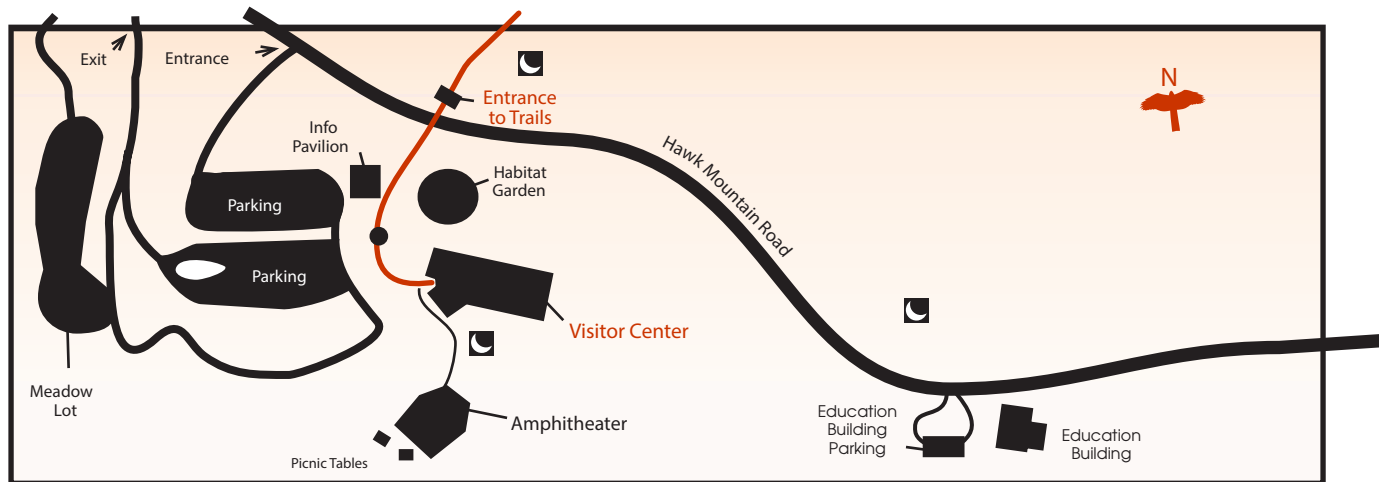 Exit
Entrance
Entrance
to Trails
N
Info
Pavilion
Habitat
Garden
Hawk Mountain Road
Parking
Parking
Visitor Center
Meadow
Lot
Amphitheater
Picnic Tables
Education
Building
Parking
Education
Building